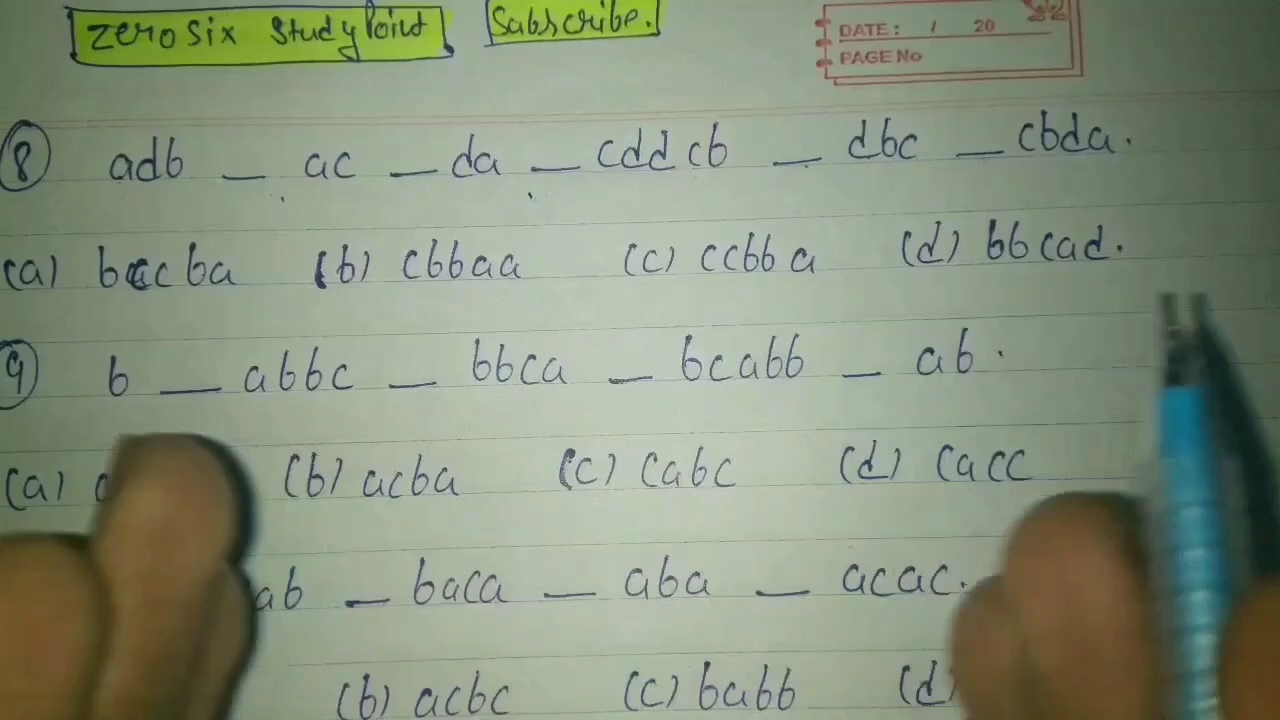 Zero Six Study Point Subscribe.
DATE: / 20
PAGE No
8 adb _ ac _ da _ cddcb _ dbc _ cbda.
(a) bccba (b) cbbaa (c) ccbba (d) bbcad.
9 b _ abbc _ bbca _ bcabb _ ab.
(a) (b) acba (c) cabc (d) cacc
ab _ baca _ aba _ acac.
(b) acbc (c) babb (d)